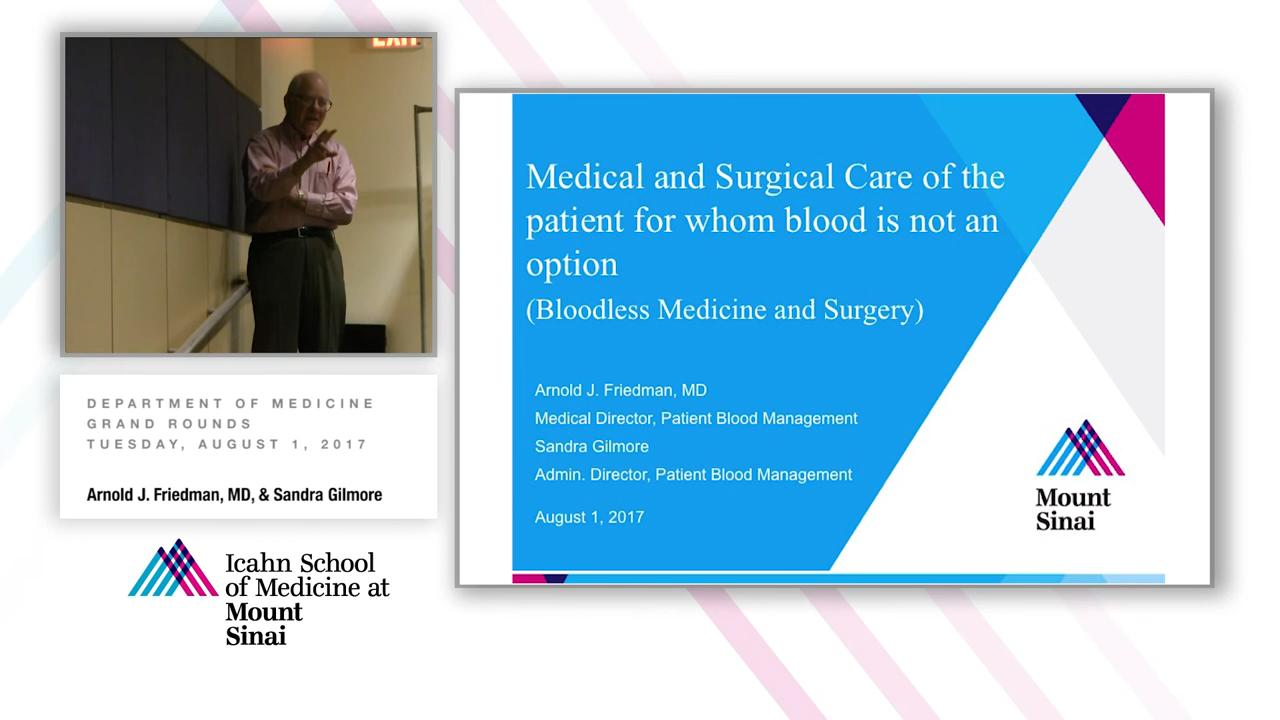 EXIT
DEPARTMENT OF MEDICINE
GRAND ROUNDS
TUESDAY, AUGUST 1, 2017
Arnold J. Friedman, MD, & Sandra Gilmore
Icahn School
of Medicine at
Mount
Sinai
Medical and Surgical Care of the
patient for whom blood is not an
option
(Bloodless Medicine and Surgery)
Arnold J. Friedman, MD
Medical Director, Patient Blood Management
Sandra Gilmore
Admin. Director, Patient Blood Management
August 1, 2017
Mount
Sinai